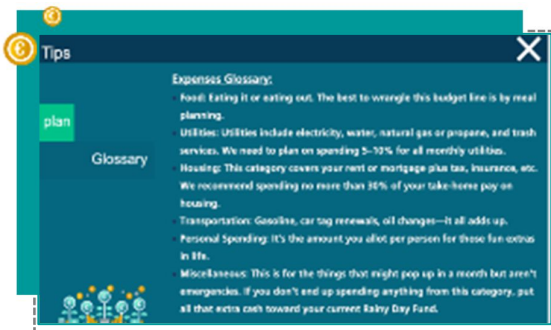 Tips
plan
Glossary
Expenses Glossary:
Food: Eating it or eating out. The best to wrangle this budget line is by meal
planning.
Utilities: Utilities include electricity, water, natural gas or propane, and trash
services. We need to plan on spending 5–10% for all monthly utilities.
Housing: This category covers your rent or mortgage plus tax, insurance, etc.
We recommend spending no more than 30% of your take-home pay on
housing.
Transportation: Gasoline, car tag renewals, oil changes—it all adds up.
Personal Spending: It's the amount you allot per person for those fun extras
in life.
Miscellaneous: This is for the things that might pop up in a month but aren't
emergencies. If you don't end up spending anything from this category, put
all that extra cash toward your current Rainy Day Fund.